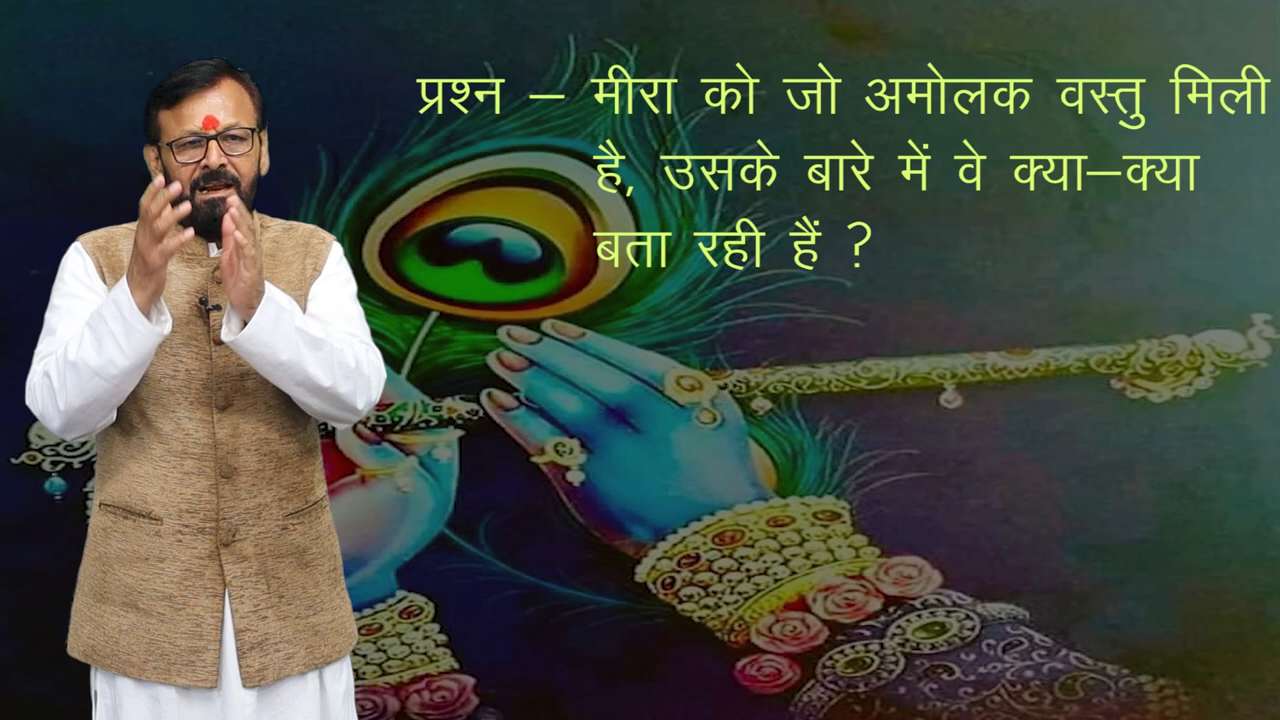 प्रश्न – मीरा को जो अमोलक वस्तु मिली
है, उसके बारे में वे क्या–क्या
बता रही हैं ?